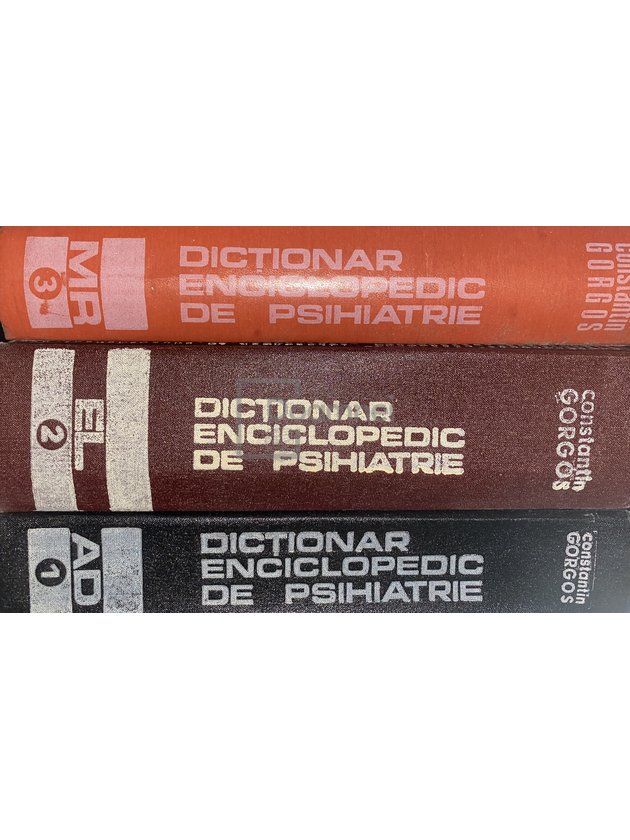 MR
3
DICTIONAR
ENCICLOPEDIC
DE PSIHIATRIE
constantin
GORGOS
EL
2
DICTIONAR
ENCICLOPEDIC
DE PSIHIATRIE
constantin
GORGOS
AD
1
DICTIONAR
ENCICLOPEDIC
DE PSIHIATRIE
constantin
GORGOS